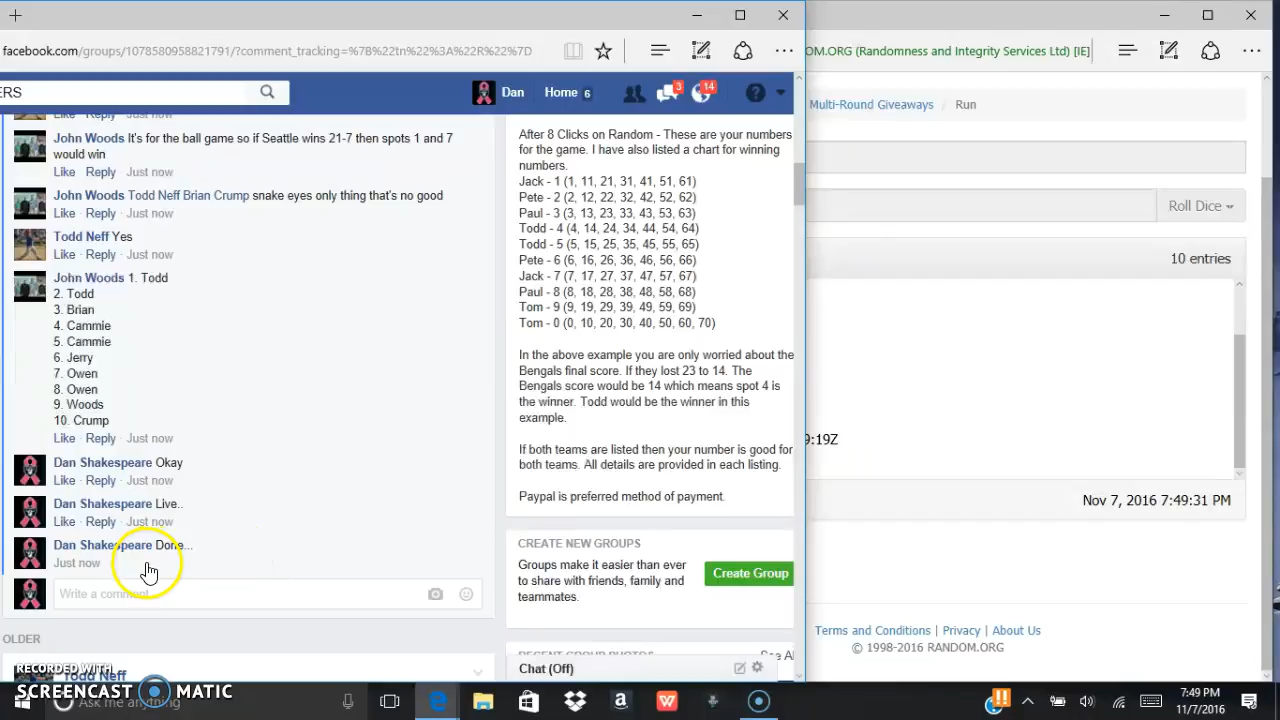 facebook.com/groups/1078580958821791/?comment_tracking=%7B%22tn%22%3A%22R%22%7D
OM.ORG (Randomness and Integrity Services Ltd) [IE]
ERS
Dan
Home 6
3
14
Multi-Round Giveaways / Run
Like · Reply · Just now
John Woods It's for the ball game so if Seattle wins 21-7 then spots 1 and 7
would win
Like · Reply · Just now
John Woods Todd Neff Brian Crump snake eyes only thing that's no good
Like · Reply · Just now
Todd Neff Yes
Like · Reply · Just now
John Woods 1. Todd
2. Todd
3. Brian
4. Cammie
5. Cammie
6. Jerry
7. Owen
8. Owen
9. Woods
10. Crump
Like · Reply · Just now
Dan Shakespeare Okay
Like · Reply · Just now
Dan Shakespeare Live..
Like · Reply · Just now
Dan Shakespeare Done...
Just now
Write a comment...
OLDER
Todd Neff
After 8 Clicks on Random - These are your numbers
for the game. I have also listed a chart for winning
numbers.
Jack - 1 (1, 11, 21, 31, 41, 51, 61)
Pete - 2 (2, 12, 22, 32, 42, 52, 62)
Paul - 3 (3, 13, 23, 33, 43, 53, 63)
Todd - 4 (4, 14, 24, 34, 44, 54, 64)
Todd - 5 (5, 15, 25, 35, 45, 55, 65)
Pete - 6 (6, 16, 26, 36, 46, 56, 66)
Jack - 7 (7, 17, 27, 37, 47, 57, 67)
Paul - 8 (8, 18, 28, 38, 48, 58, 68)
Tom - 9 (9, 19, 29, 39, 49, 59, 69)
Tom - 0 (0, 10, 20, 30, 40, 50, 60, 70)
In the above example you are only worried about the
Bengals final score. If they lost 23 to 14. The
Bengals score would be 14 which means spot 4 is
the winner. Todd would be the winner in this
example.
If both teams are listed then your number is good for
both teams. All details are provided in each listing.
Paypal is preferred method of payment.
CREATE NEW GROUPS
Groups make it easier than ever
to share with friends, family and
teammates.
Create Group
RECENT GROUP PHOTOS
See Al
Chat (Off)
Roll Dice
10 entries
9:19Z
Nov 7, 2016 7:49:31 PM
Terms and Conditions | Privacy | About Us
© 1998-2016 RANDOM.ORG
RECORDED WITH
SCREENCAST MATIC
Ask me anything
7:49 PM
11/7/2016